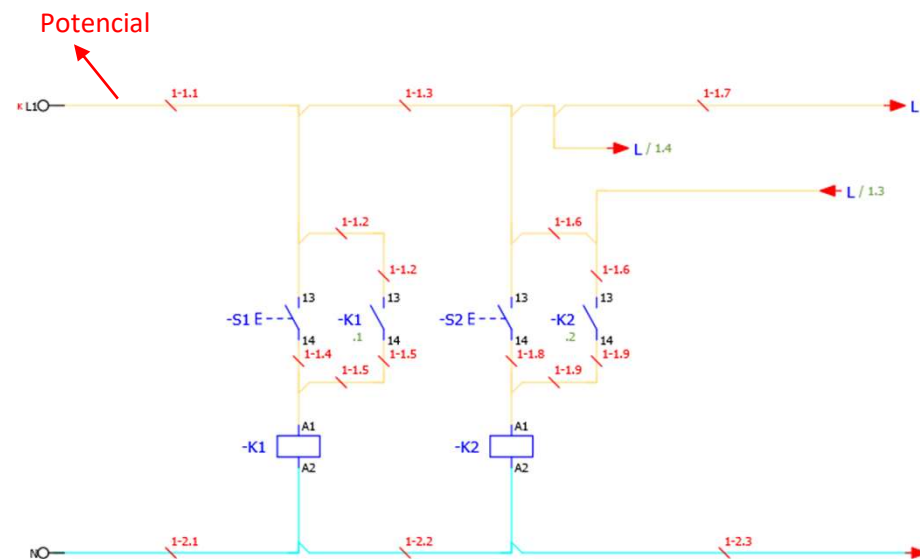 Potencial
1-1.1 1-1.3 1-1.7
K L1 L
L / 1.4
L / 1.3
1-1.2 1-1.6
1-1.2 1-1.6
13 13 13 13
-S1 -K1 -S2 -K2
.1 .2
14 14 14 14
1-1.4 1-1.5 1-1.8 1-1.9
1-1.5 1-1.9
A1 A1
-K1 -K2
A2 A2
1-2.1 1-2.2 1-2.3
N